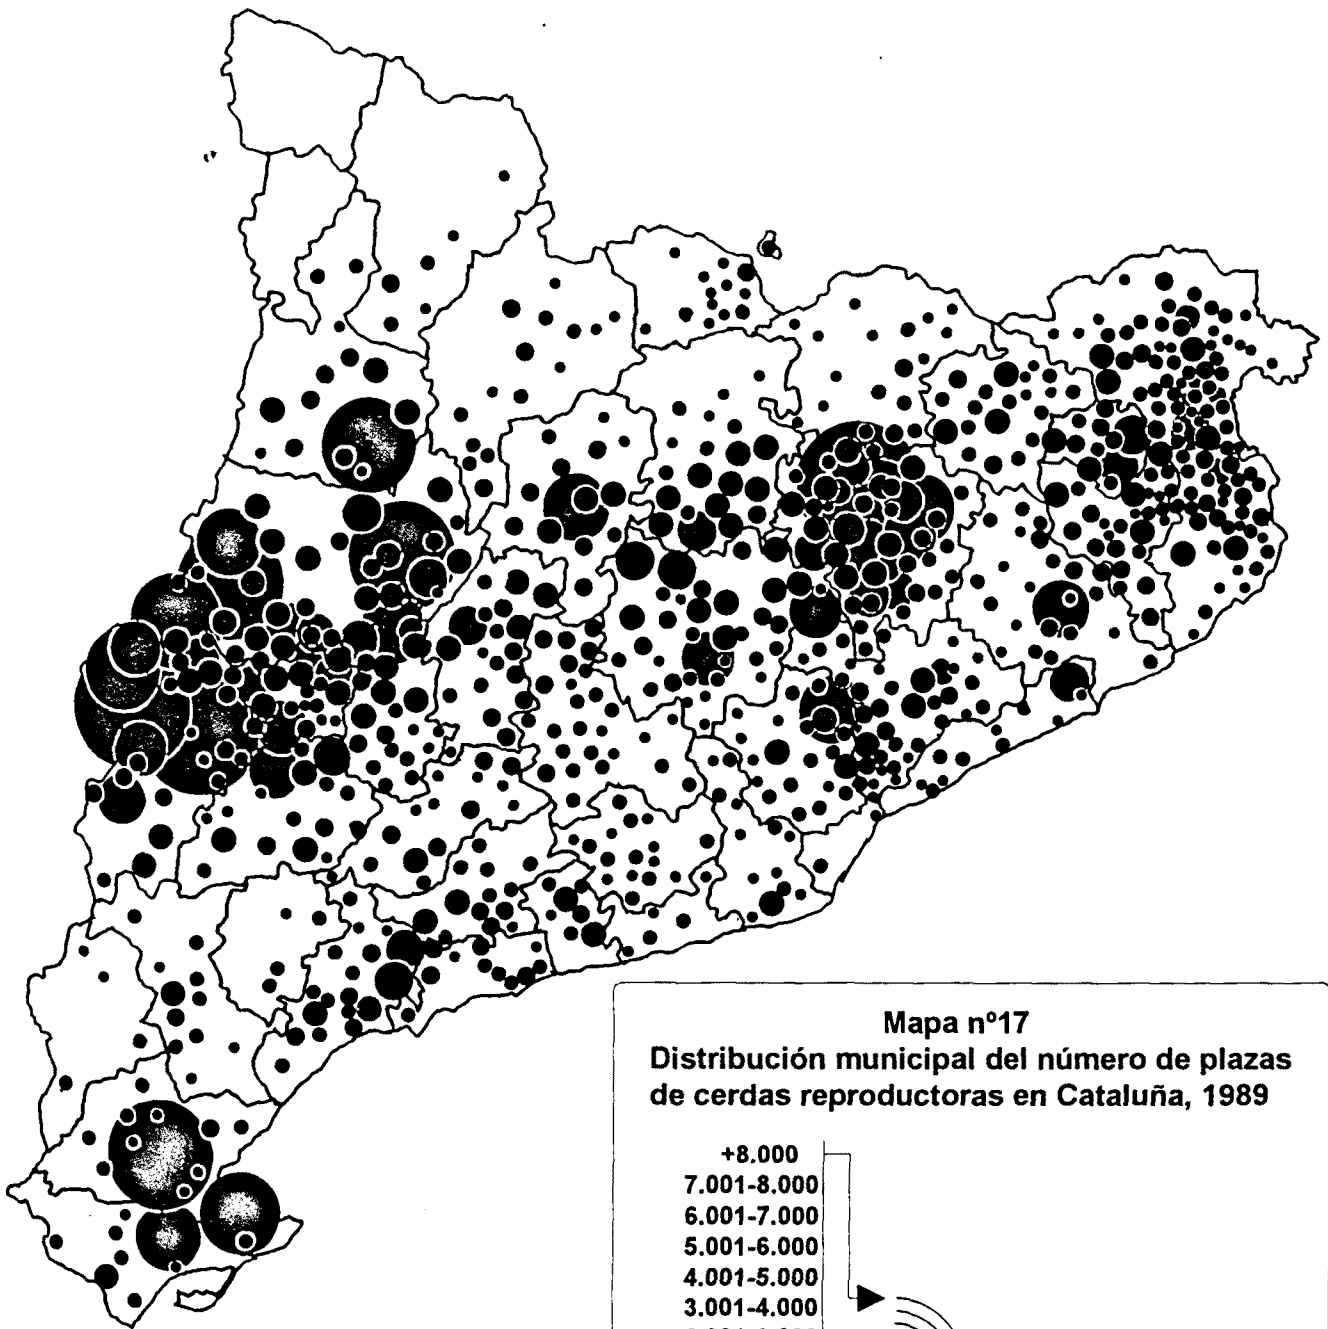 Mapa nº17
Distribución municipal del número de plazas
de cerdas reproductoras en Cataluña, 1989
+8.000
7.001-8.000
6.001-7.000
5.001-6.000
4.001-5.000
3.001-4.000